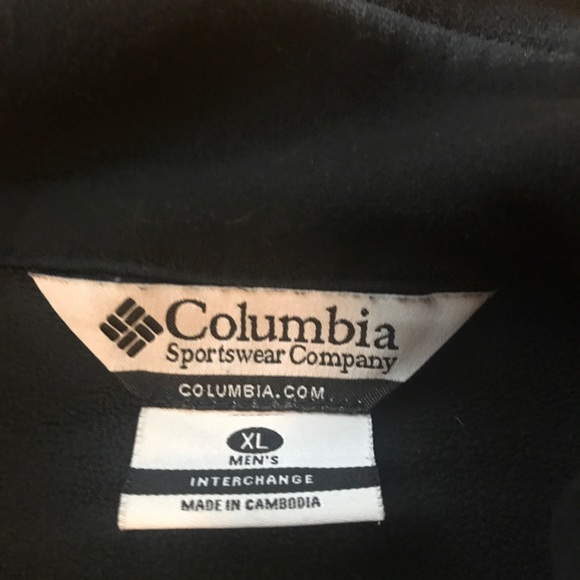 Columbia
Sportswear Company
COLUMBIA.COM
XL
MEN'S
INTERCHANGE
MADE IN CAMBODIA